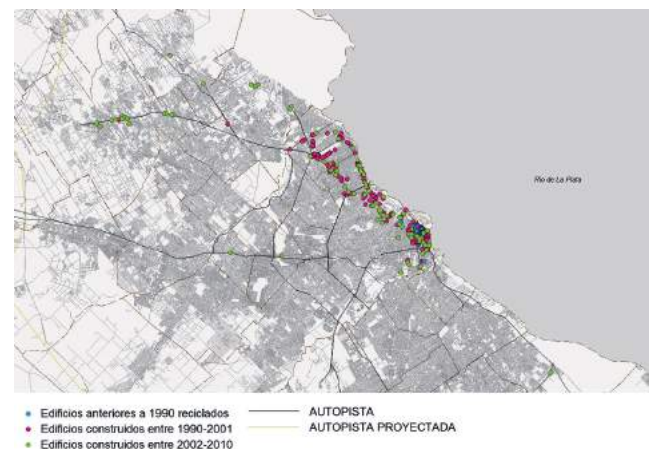 Rio de La Plata
Edificios anteriores a 1990 reciclados
Edificios construidos entre 1990-2001
Edificios construidos entre 2002-2010
AUTOPISTA
AUTOPISTA PROYECTADA